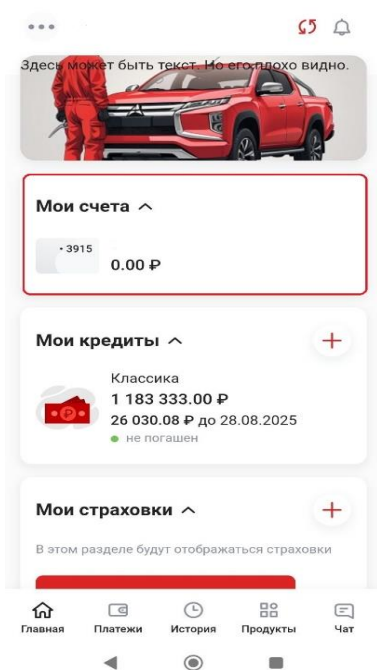 Здесь может быть текст. Но его плохо видно.
Мои счета
• 3915
0.00 ₽
Мои кредиты
Классика
1 183 333.00 ₽
26 030.08 ₽ до 28.08.2025
не погашен
Мои страховки
В этом разделе будут отображаться страховки
Главная Платежи История Продукты Чат